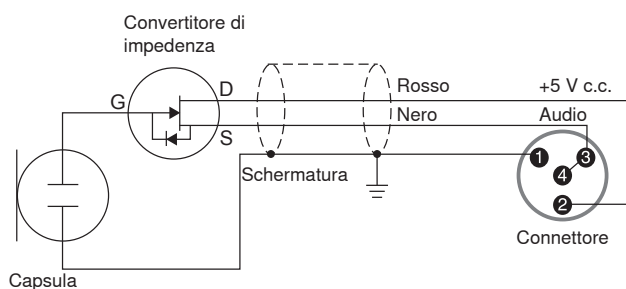 Convertitore di
impedenza
G
D
S
Rosso
+5 V c.c.
Nero
Audio
Schermatura
1
3
4
2
Connettore
Capsula